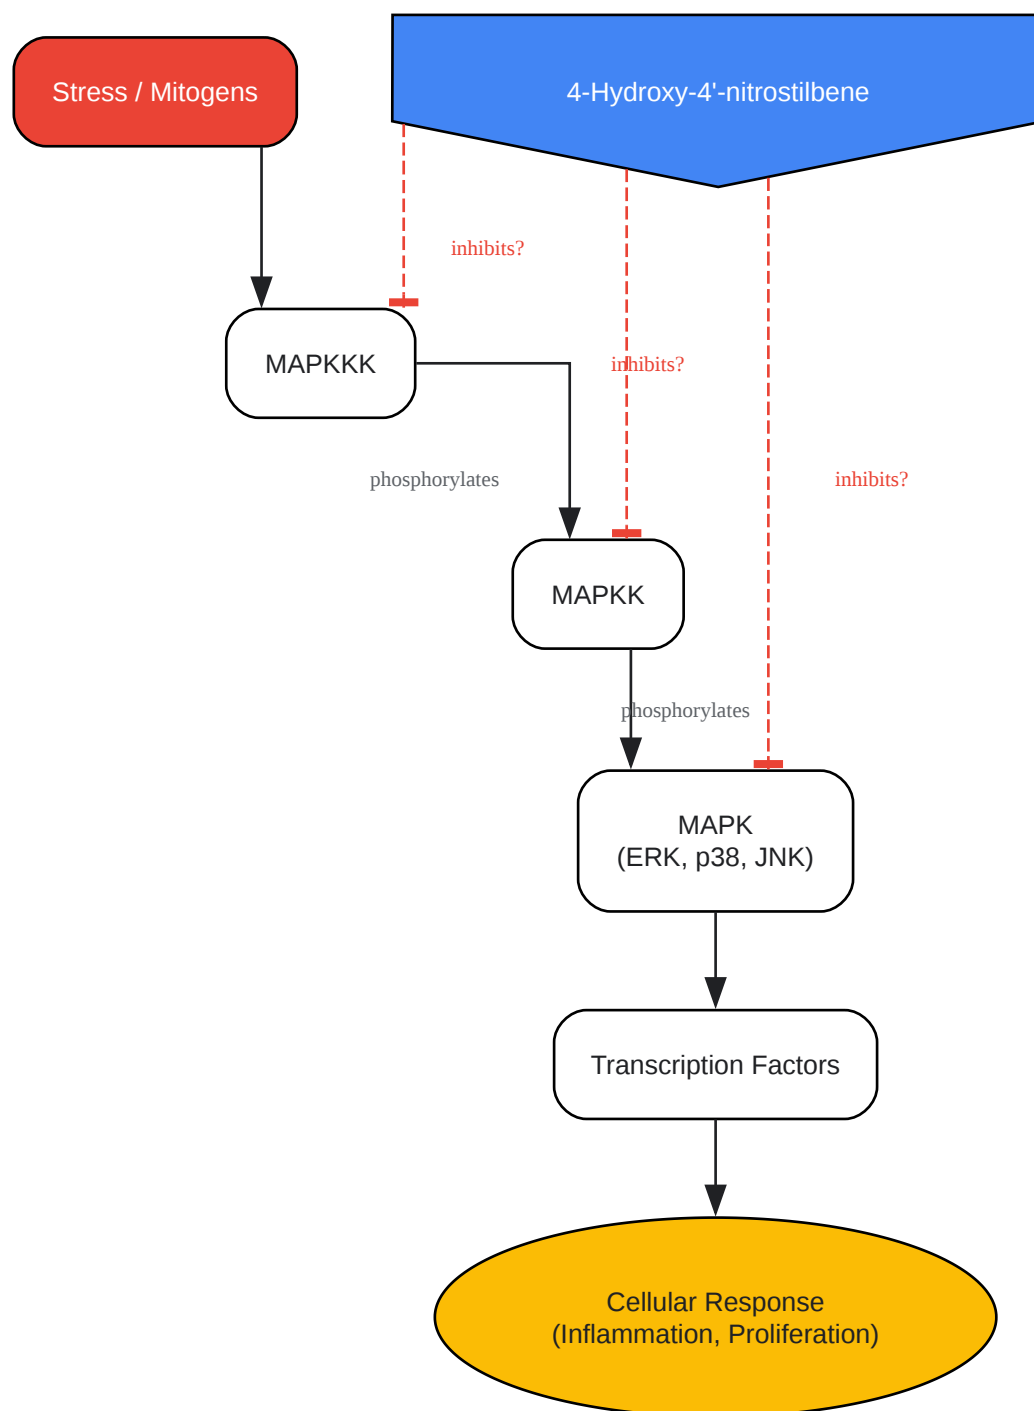 Stress / Mitogens
4-Hydroxy-4'-nitrostilbene
inhibits?
MAPKKK
inhibits?
phosphorylates
inhibits?
MAPKK
phosphorylates
MAPK
(ERK, p38, JNK)
Transcription Factors
Cellular Response
(Inflammation, Proliferation)